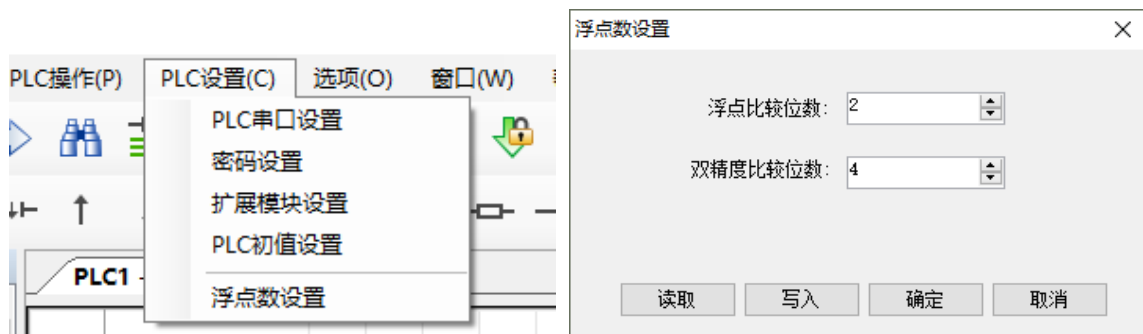 PLC操作(P) PLC设置(C) 选项(O) 窗口(W)
PLC串口设置
密码设置
扩展模块设置
PLC初值设置
浮点数设置
PLC1 -
浮点数设置
浮点比较位数: 2
双精度比较位数: 4
读取 写入 确定 取消